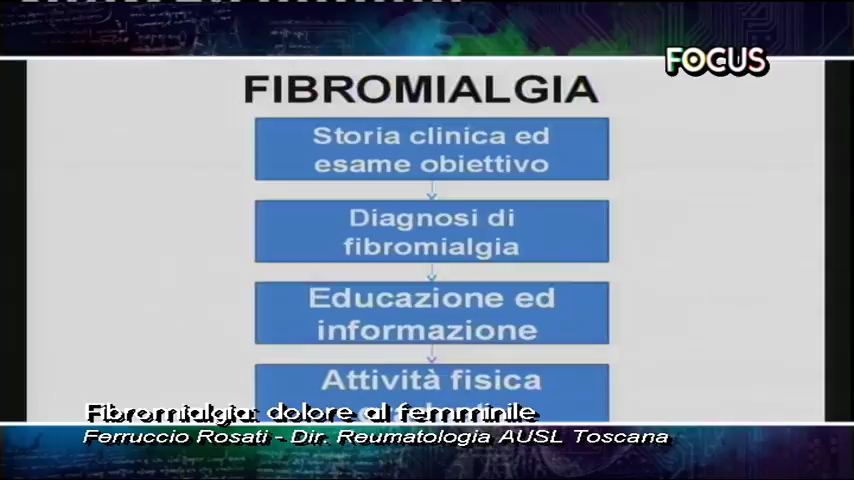 FOCUS
FIBROMIALGIA
Storia clinica ed
esame obiettivo
Diagnosi di
fibromialgia
Educazione ed
informazione
Attività fisica
Fibromialgia: dolore al femminile
Ferruccio Rosati - Dir. Reumatologia AUSL Toscana